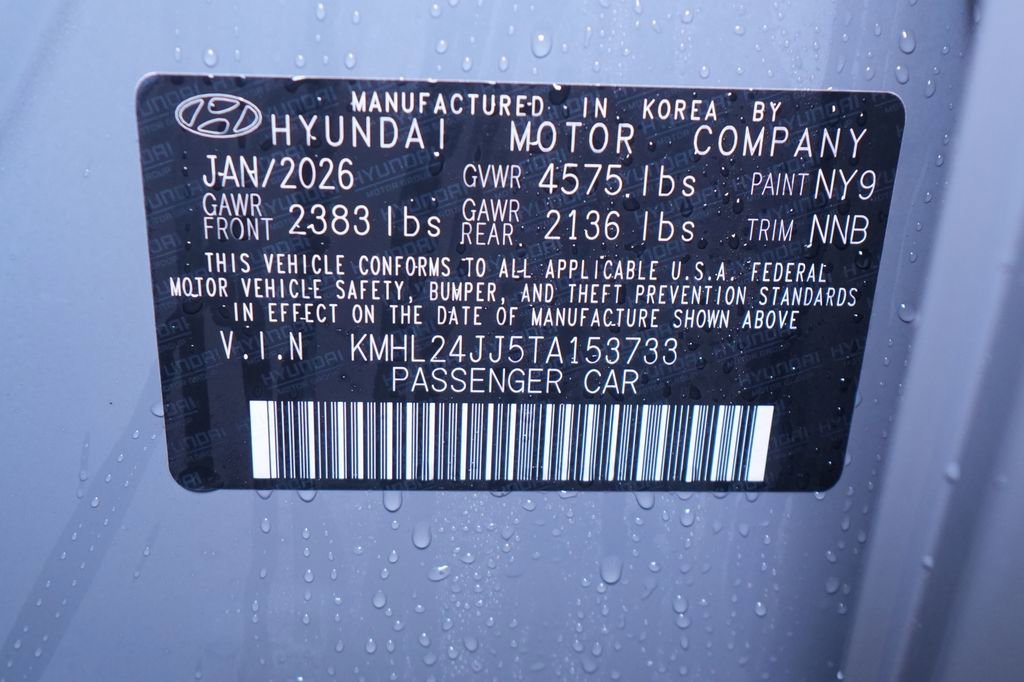 MANUFACTURED IN KOREA BY
HYUNDAI MOTOR COMPANY
JAN/2026 GVWR 4575 lbs PAINT NY9
GAWR FRONT 2383 lbs GAWR REAR 2136 lbs TRIM NNB
THIS VEHICLE CONFORMS TO ALL APPLICABLE U.S.A. FEDERAL
MOTOR VEHICLE SAFETY, BUMPER, AND THEFT PREVENTION STANDARDS
IN EFFECT ON THE DATE OF MANUFACTURE SHOWN ABOVE
V.I.N KMHL24JJ5TA153733
PASSENGER CAR